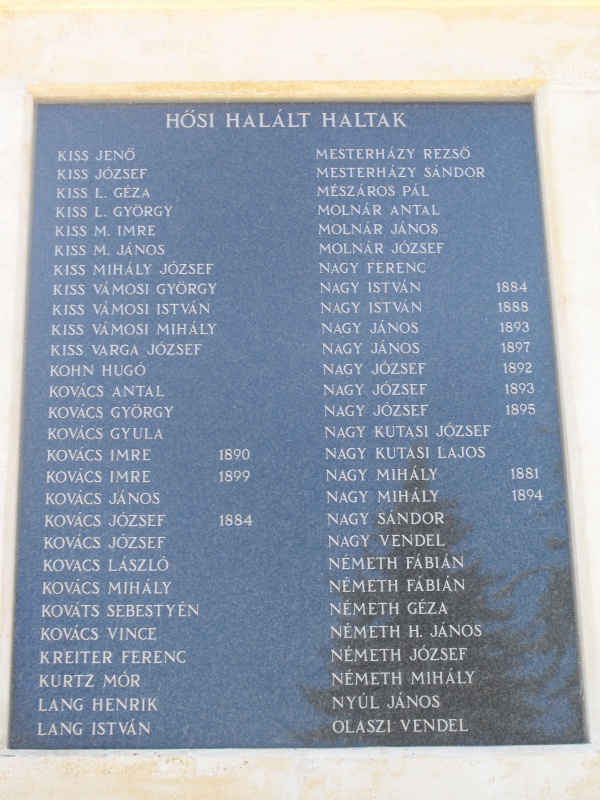 HŐSI HALÁLT HALTAK
KISS JENŐ
KISS JÓZSEF
KISS L. GÉZA
KISS L. GYÖRGY
KISS M. IMRE
KISS M. JÁNOS
KISS MIHÁLY JÓZSEF
KISS VÁMOSI GYÖRGY
KISS VÁMOSI ISTVÁN
KISS VÁMOSI MIHÁLY
KISS VARGA JÓZSEF
KOHN HUGÓ
KOVÁCS ANTAL
KOVÁCS GYÖRGY
KOVÁCS GYULA
KOVÁCS IMRE 1890
KOVÁCS IMRE 1899
KOVÁCS JÁNOS
KOVÁCS JÓZSEF 1884
KOVÁCS JÓZSEF
KOVACS LÁSZLÓ
KOVÁCS MIHÁLY
KOVÁTS SEBESTYÉN
KOVÁCS VINCE
KREITER FERENC
KURTZ MÓR
LANG HENRIK
LANG ISTVÁN
MESTERHÁZY REZSŐ
MESTERHÁZY SÁNDOR
MÉSZÁROS PÁL
MOLNÁR ANTAL
MOLNÁR JÁNOS
MOLNÁR JÓZSEF
NAGY FERENC
NAGY ISTVÁN 1884
NAGY ISTVÁN 1888
NAGY JÁNOS 1893
NAGY JÁNOS 1897
NAGY JÓZSEF 1892
NAGY JÓZSEF 1893
NAGY JÓZSEF 1895
NAGY KUTASI JÓZSEF
NAGY KUTASI LAJOS
NAGY MIHÁLY 1881
NAGY MIHÁLY 1894
NAGY SÁNDOR
NAGY VENDEL
NÉMETH FÁBIÁN
NÉMETH FÁBIÁN
NÉMETH GÉZA
NÉMETH H. JÁNOS
NÉMETH JÓZSEF
NÉMETH MIHÁLY
NYÚL JÁNOS
OLASZI VENDEL